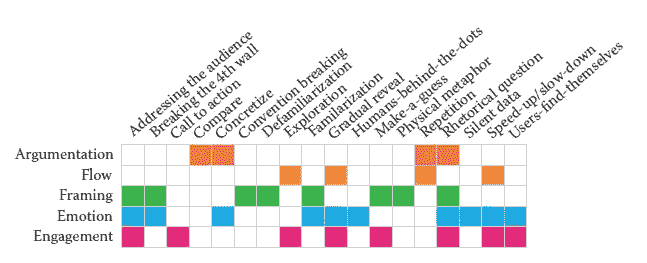 Addressing the audience
Breaking the 4th wall
Call to action
Compare
Concretize
Convention breaking
Defamiliarization
Exploration
Familiarization
Gradual reveal
Humans-behind-the-dots
Make-a-guess
Physical metaphor
Repetition
Rhetorical question
Silent data
Speed-up/slow-down
Users-find-themselves
Argumentation
Flow
Framing
Emotion
Engagement